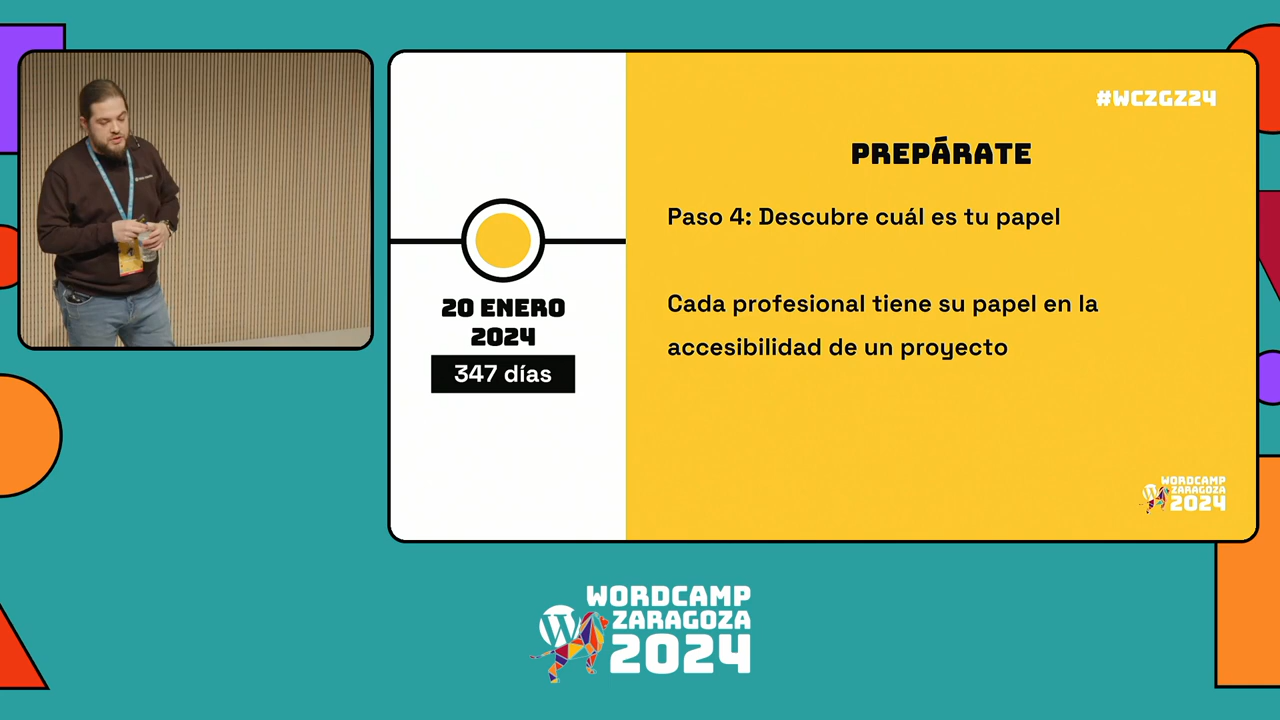 20 ENERO
2024
347 días
#WCZGZ24
PREPÁRATE
Paso 4: Descubre cuál es tu papel
Cada profesional tiene su papel en la
accesibilidad de un proyecto
WORDCAMP
ZARAGOZA
2024
WORDCAMP
ZARAGOZA
2024